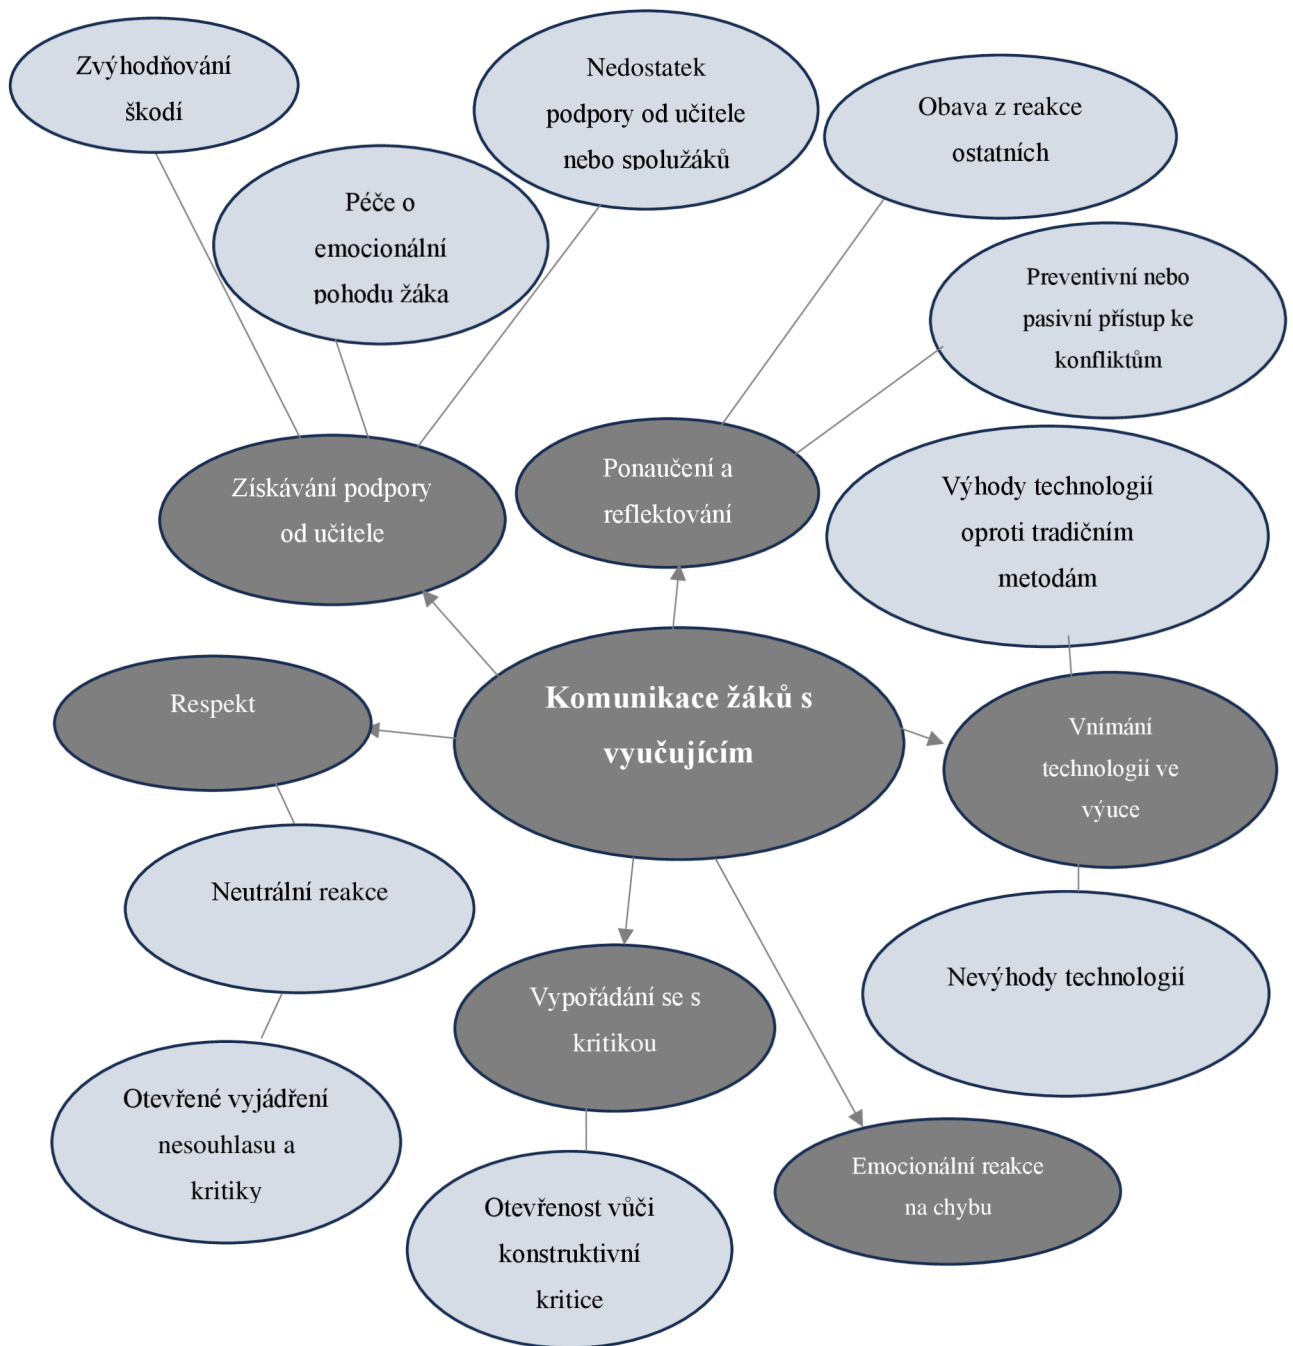 Zvýhodňování
škodí
Nedostatek
podpory od učitele
nebo spolužáků
Obava z reakce
ostatních
Péče o
emocionální
pohodu žáka
Preventivní nebo
pasivní přístup ke
konfliktům
Získávání podpory
od učitele
Ponaučení a
reflektování
Výhody technologií
oproti tradičním
metodám
Respekt
Komunikace žáků s
vyučujícím
Vnímání
technologií ve
výuce
Neutrální reakce
Nevýhody technologií
Vypořádání se s
kritikou
Otevřené vyjádření
nesouhlasu a
kritiky
Emocionální reakce
na chybu
Otevřenost vůči
konstruktivní
kritice